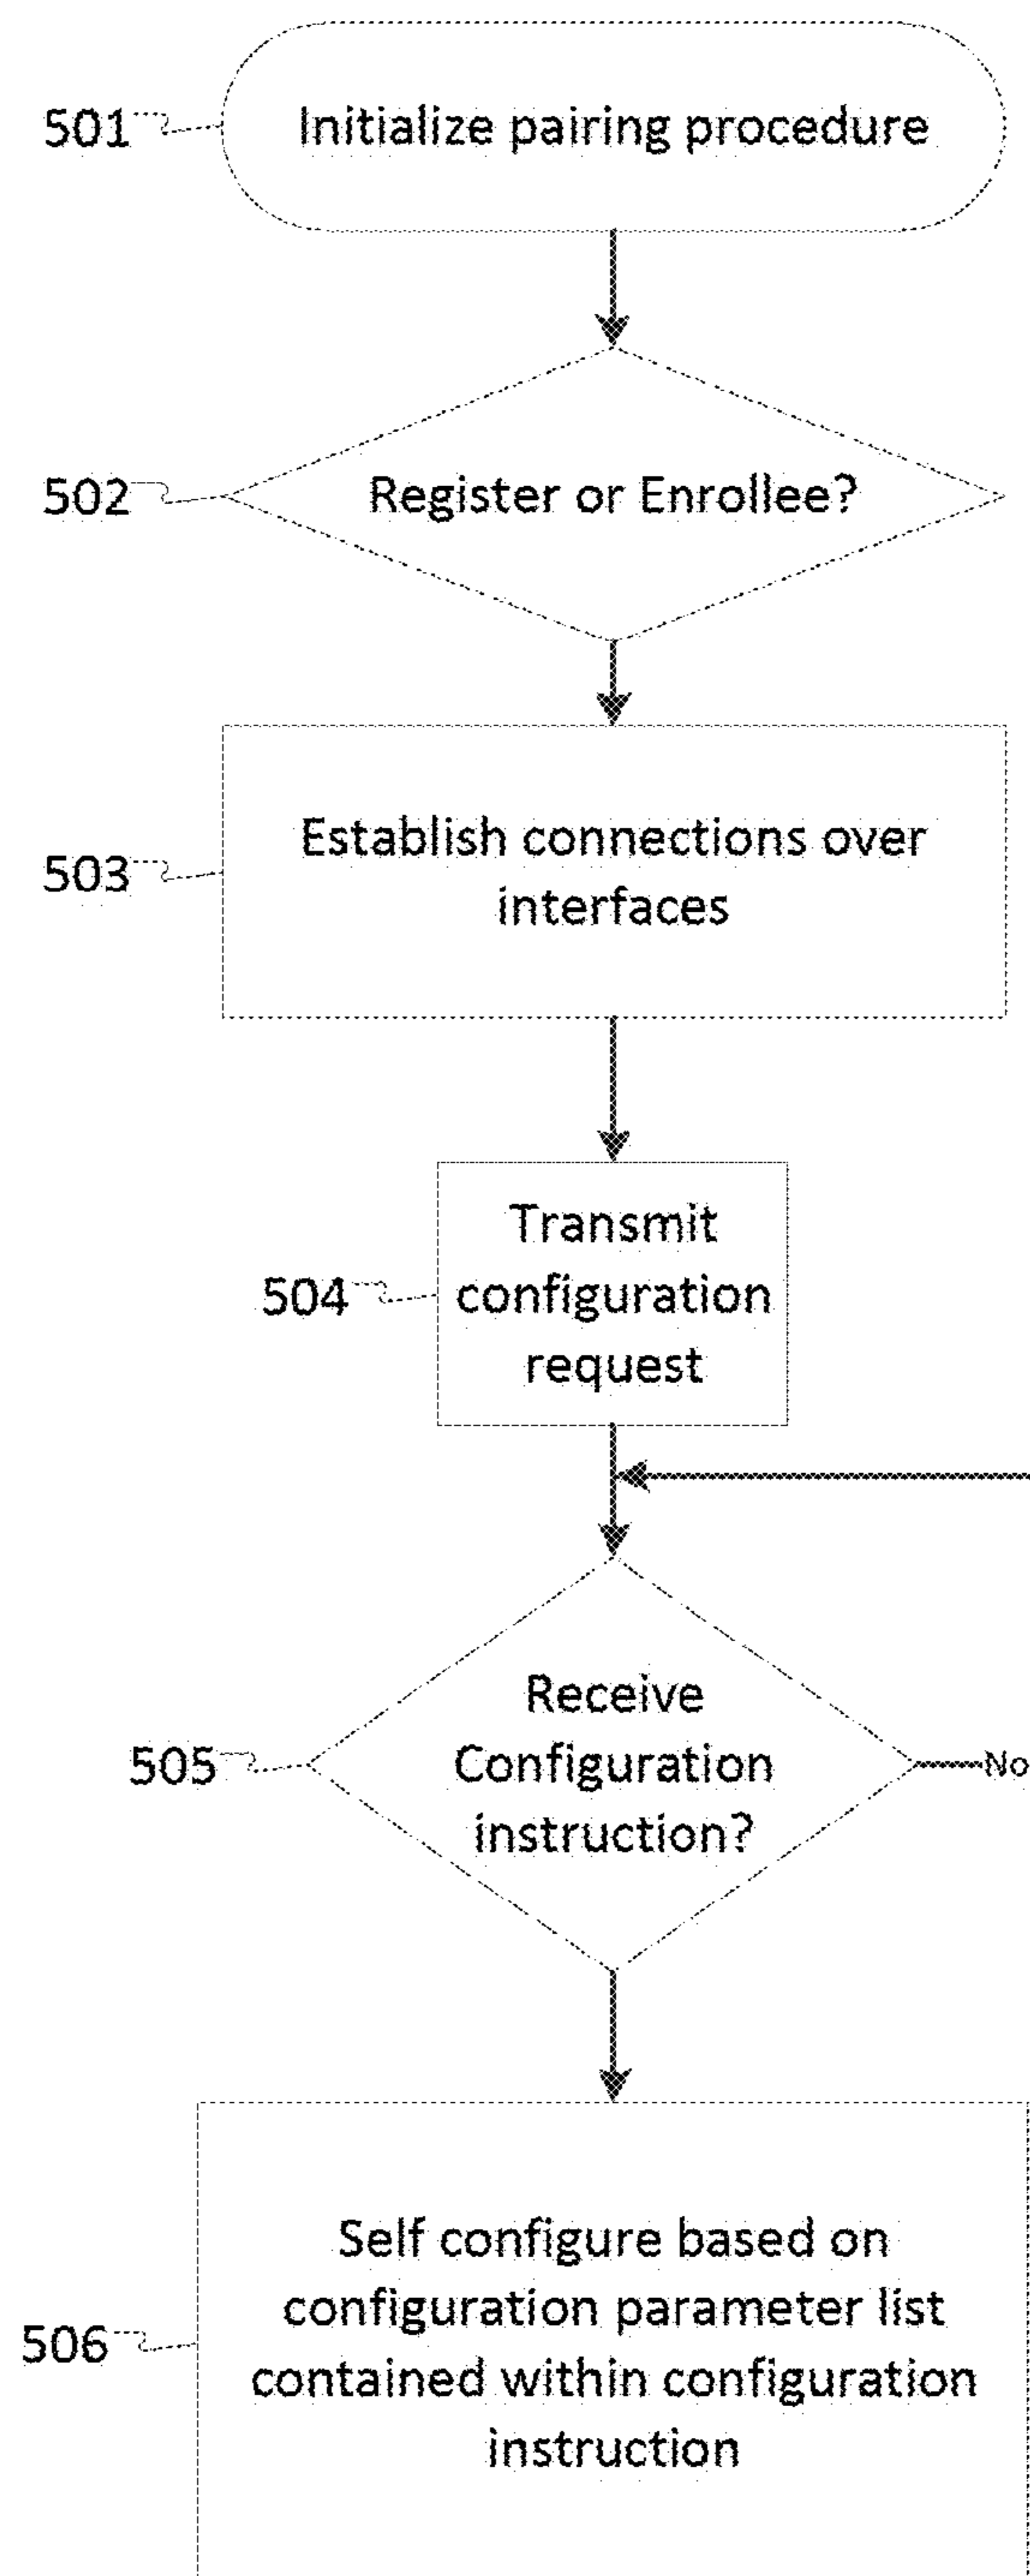 501
Initialize pairing procedure
502
Register or Enrollee?
503
Establish connections over
interfaces
504
Transmit
configuration
request
505
Receive
Configuration
instruction?
No
506
Self configure based on
configuration parameter list
contained within configuration
instruction